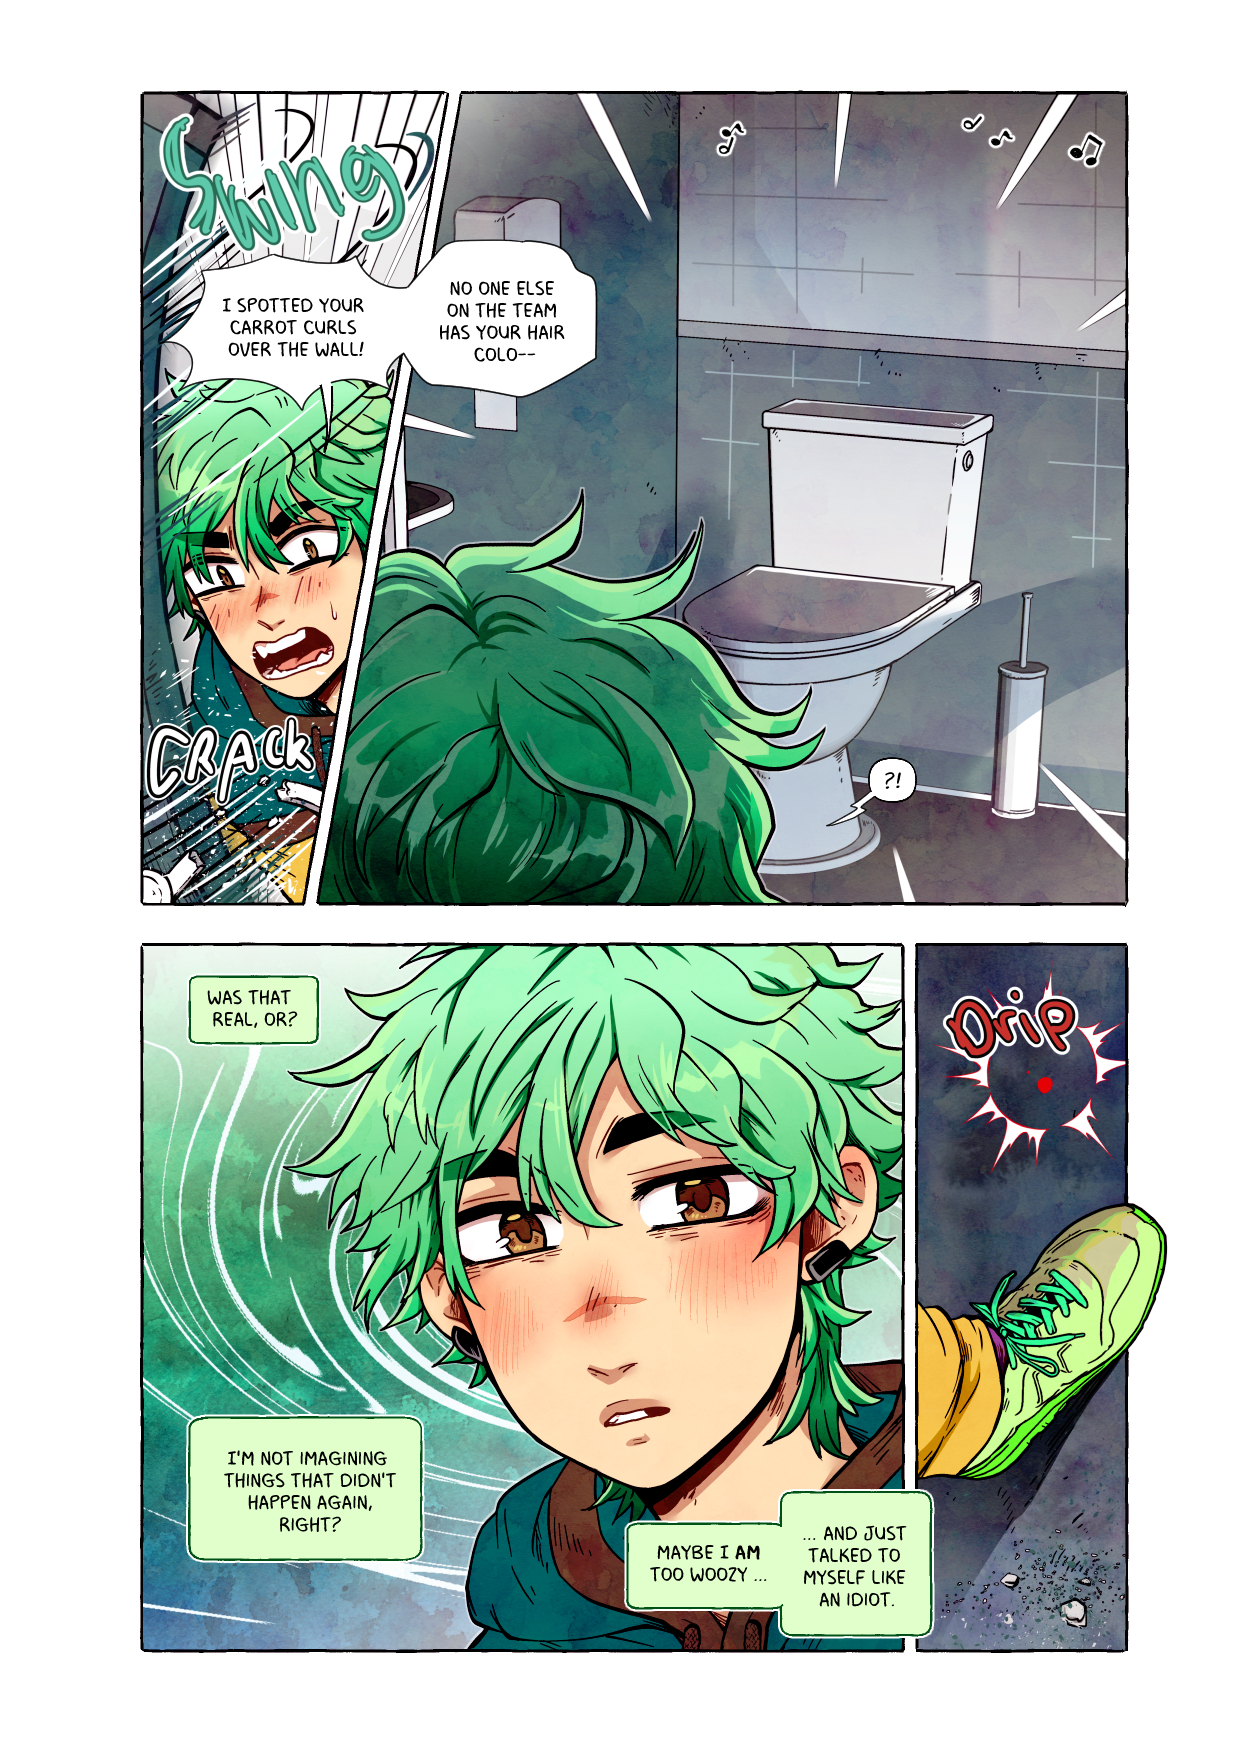 Swing
I SPOTTED YOUR
CARROT CURLS
OVER THE WALL!
NO ONE ELSE
ON THE TEAM
HAS YOUR HAIR
COLO--
CRACK
?!
WAS THAT
REAL, OR?
I'M NOT IMAGINING
THINGS THAT DIDN'T
HAPPEN AGAIN,
RIGHT?
MAYBE I AM
TOO WOOZY ...
... AND JUST
TALKED TO
MYSELF LIKE
AN IDIOT.
Drip